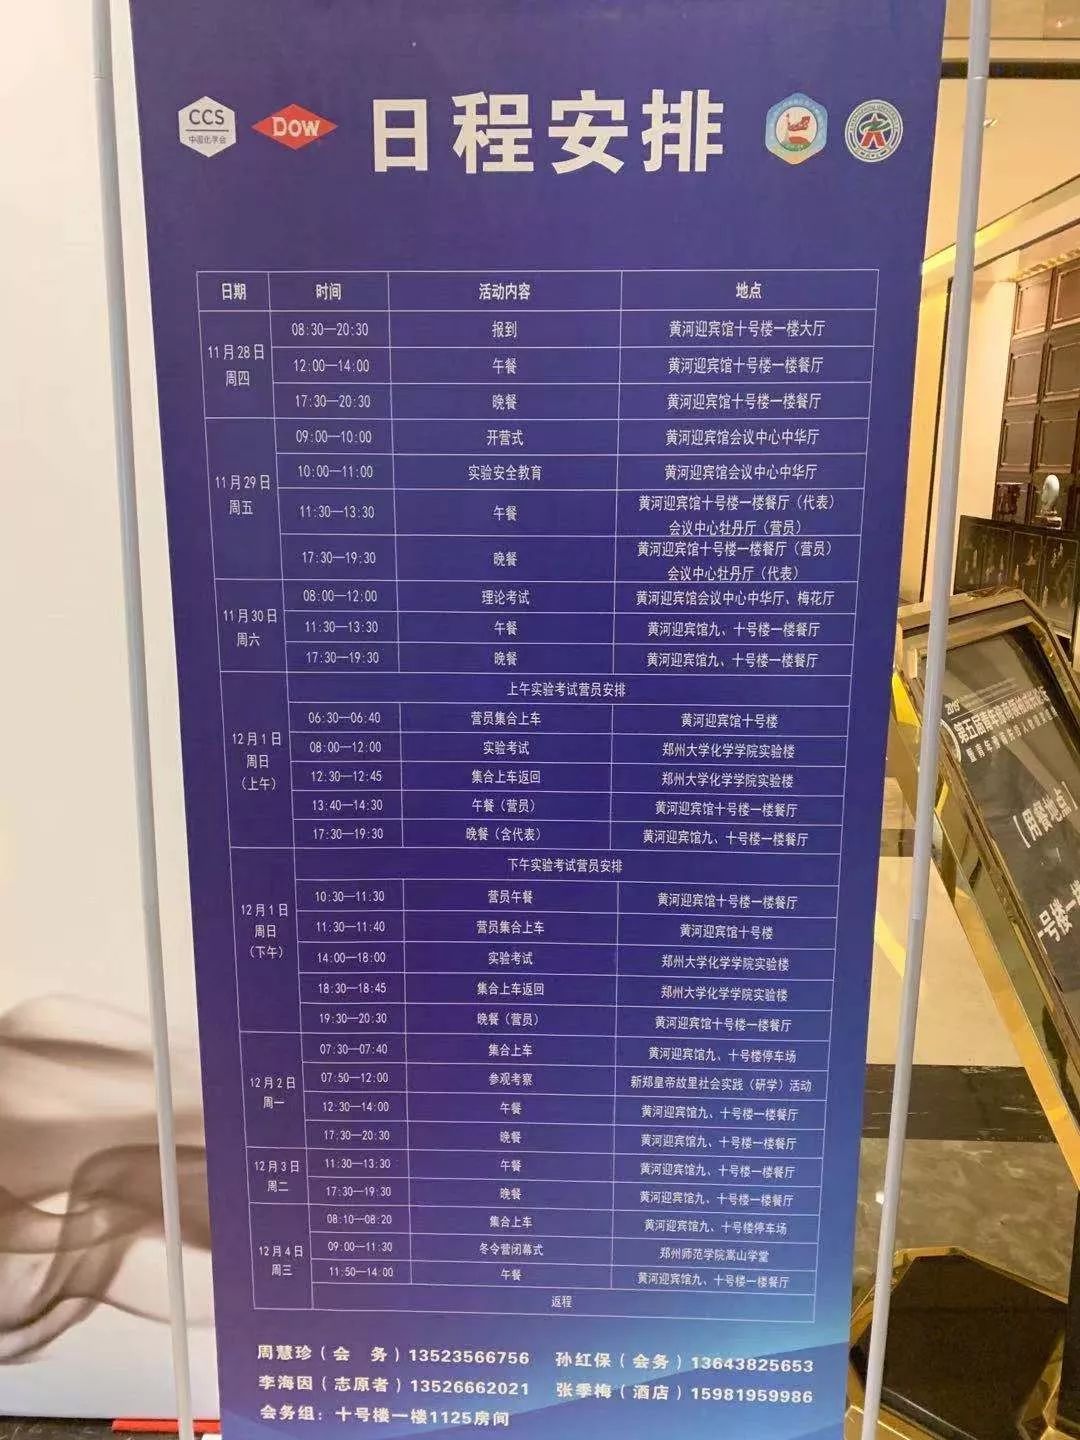 CCS
中国化学会
Dow
日程安排
日期 时间 活动内容 地点
11月28日
周四
08:30—20:30 报到 黄河迎宾馆十号楼一楼大厅
12:00—14:00 午餐 黄河迎宾馆十号楼一楼餐厅
17:30—20:30 晚餐 黄河迎宾馆十号楼一楼餐厅
11月29日
周五
09:00—10:00 开营式 黄河迎宾馆会议中心中华厅
10:00—11:00 实验安全教育 黄河迎宾馆会议中心中华厅
11:30—13:30 午餐 黄河迎宾馆十号楼一楼餐厅（代表）
会议中心牡丹厅（营员）
17:30—19:30 晚餐 黄河迎宾馆十号楼一楼餐厅（营员）
会议中心牡丹厅（代表）
11月30日
周六
08:00—12:00 理论考试 黄河迎宾馆会议中心中华厅、梅花厅
11:30—13:30 午餐 黄河迎宾馆九、十号楼一楼餐厅
17:30—19:30 晚餐 黄河迎宾馆九、十号楼一楼餐厅
12月1日
周日
（上午）
上午实验考试营员安排
06:30—06:40 营员集合上车 黄河迎宾馆十号楼
08:00—12:00 实验考试 郑州大学化学学院实验楼
12:30—12:45 集合上车返回 郑州大学化学学院实验楼
13:40—14:30 午餐（营员） 黄河迎宾馆十号楼一楼餐厅
17:30—19:30 晚餐（含代表） 黄河迎宾馆九、十号楼一楼餐厅
12月1日
周日
（下午）
下午实验考试营员安排
10:30—11:30 营员午餐 黄河迎宾馆十号楼一楼餐厅
11:30—11:40 营员集合上车 黄河迎宾馆十号楼
14:00—18:00 实验考试 郑州大学化学学院实验楼
18:30—18:45 集合上车返回 郑州大学化学学院实验楼
19:30—20:30 晚餐（营员） 黄河迎宾馆十号楼一楼餐厅
12月2日
周一
07:30—07:40 集合上车 黄河迎宾馆九、十号楼停车场
07:50—12:00 参观考察 新郑皇帝故里社会实践（研学）活动
12:30—14:00 午餐 黄河迎宾馆九、十号楼一楼餐厅
17:30—20:30 晚餐 黄河迎宾馆九、十号楼一楼餐厅
12月3日
周二
11:30—13:30 午餐 黄河迎宾馆九、十号楼一楼餐厅
17:30—19:30 晚餐 黄河迎宾馆九、十号楼一楼餐厅
12月4日
周三
08:10—08:20 集合上车 黄河迎宾馆九、十号楼停车场
09:00—11:30 冬令营闭幕式 郑州师范学院嵩山学堂
11:50—14:00 午餐 黄河迎宾馆九、十号楼一楼餐厅
返程
周慧珍（会 务）13523566756 孙红保（会务）13643825653
李海因（志愿者）13526662021 张季梅（酒店）15981959986
会务组：十号楼一楼1125房间
2019
第五届青年
【用餐地点】
十号楼一楼